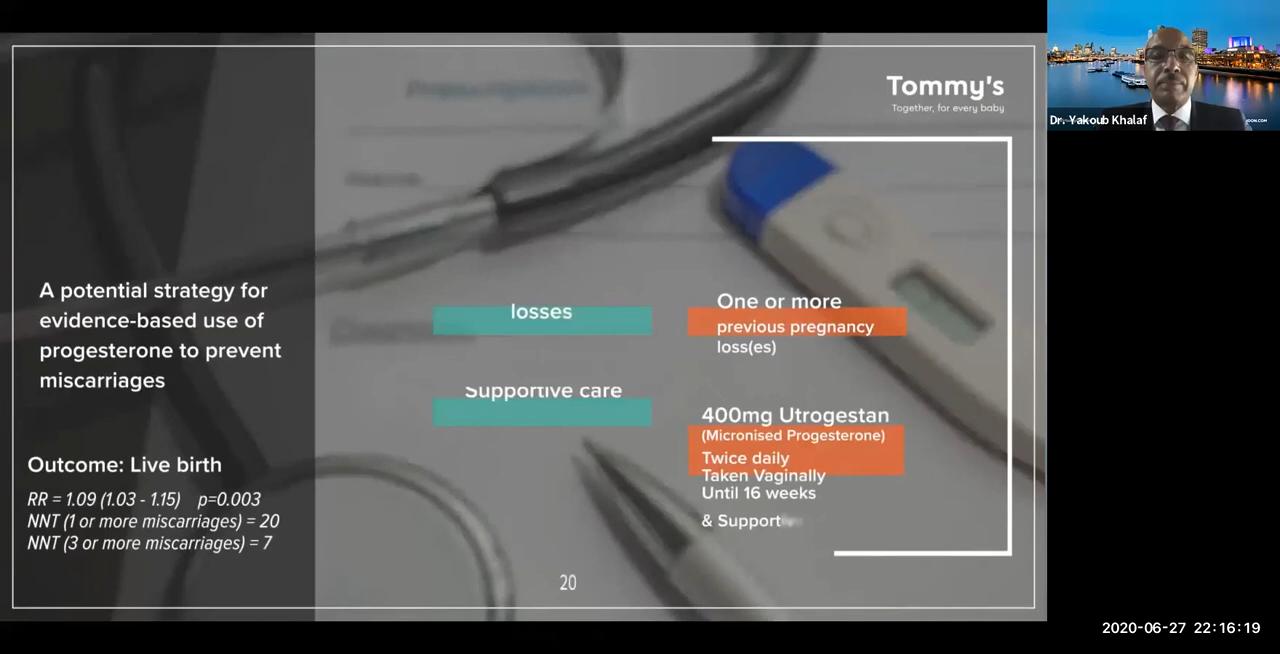 Tommy's
Together, for every baby
Dr. Yakoub Khalaf
A potential strategy for
evidence-based use of
progesterone to prevent
miscarriages
Outcome: Live birth
RR = 1.09 (1.03 - 1.15) p=0.003
NNT (1 or more miscarriages) = 20
NNT (3 or more miscarriages) = 7
losses
Supportive care
One or more
previous pregnancy
loss(es)
400mg Utrogestan
(Micronised Progesterone)
Twice daily
Taken Vaginally
Until 16 weeks
& Supportive
20
2020-06-27 22:16:19